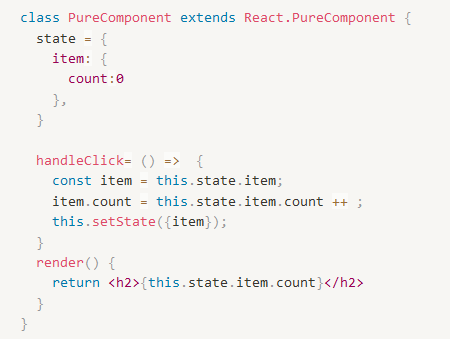 class PureComponent extends React.PureComponent {
  state = {
    item: {
      count:0
    },
  }

  handleClick= () =>  {
    const item = this.state.item;
    item.count = this.state.item.count ++ ;
    this.setState({item});
  }
  render() {
    return <h2>{this.state.item.count}</h2>
  }
}